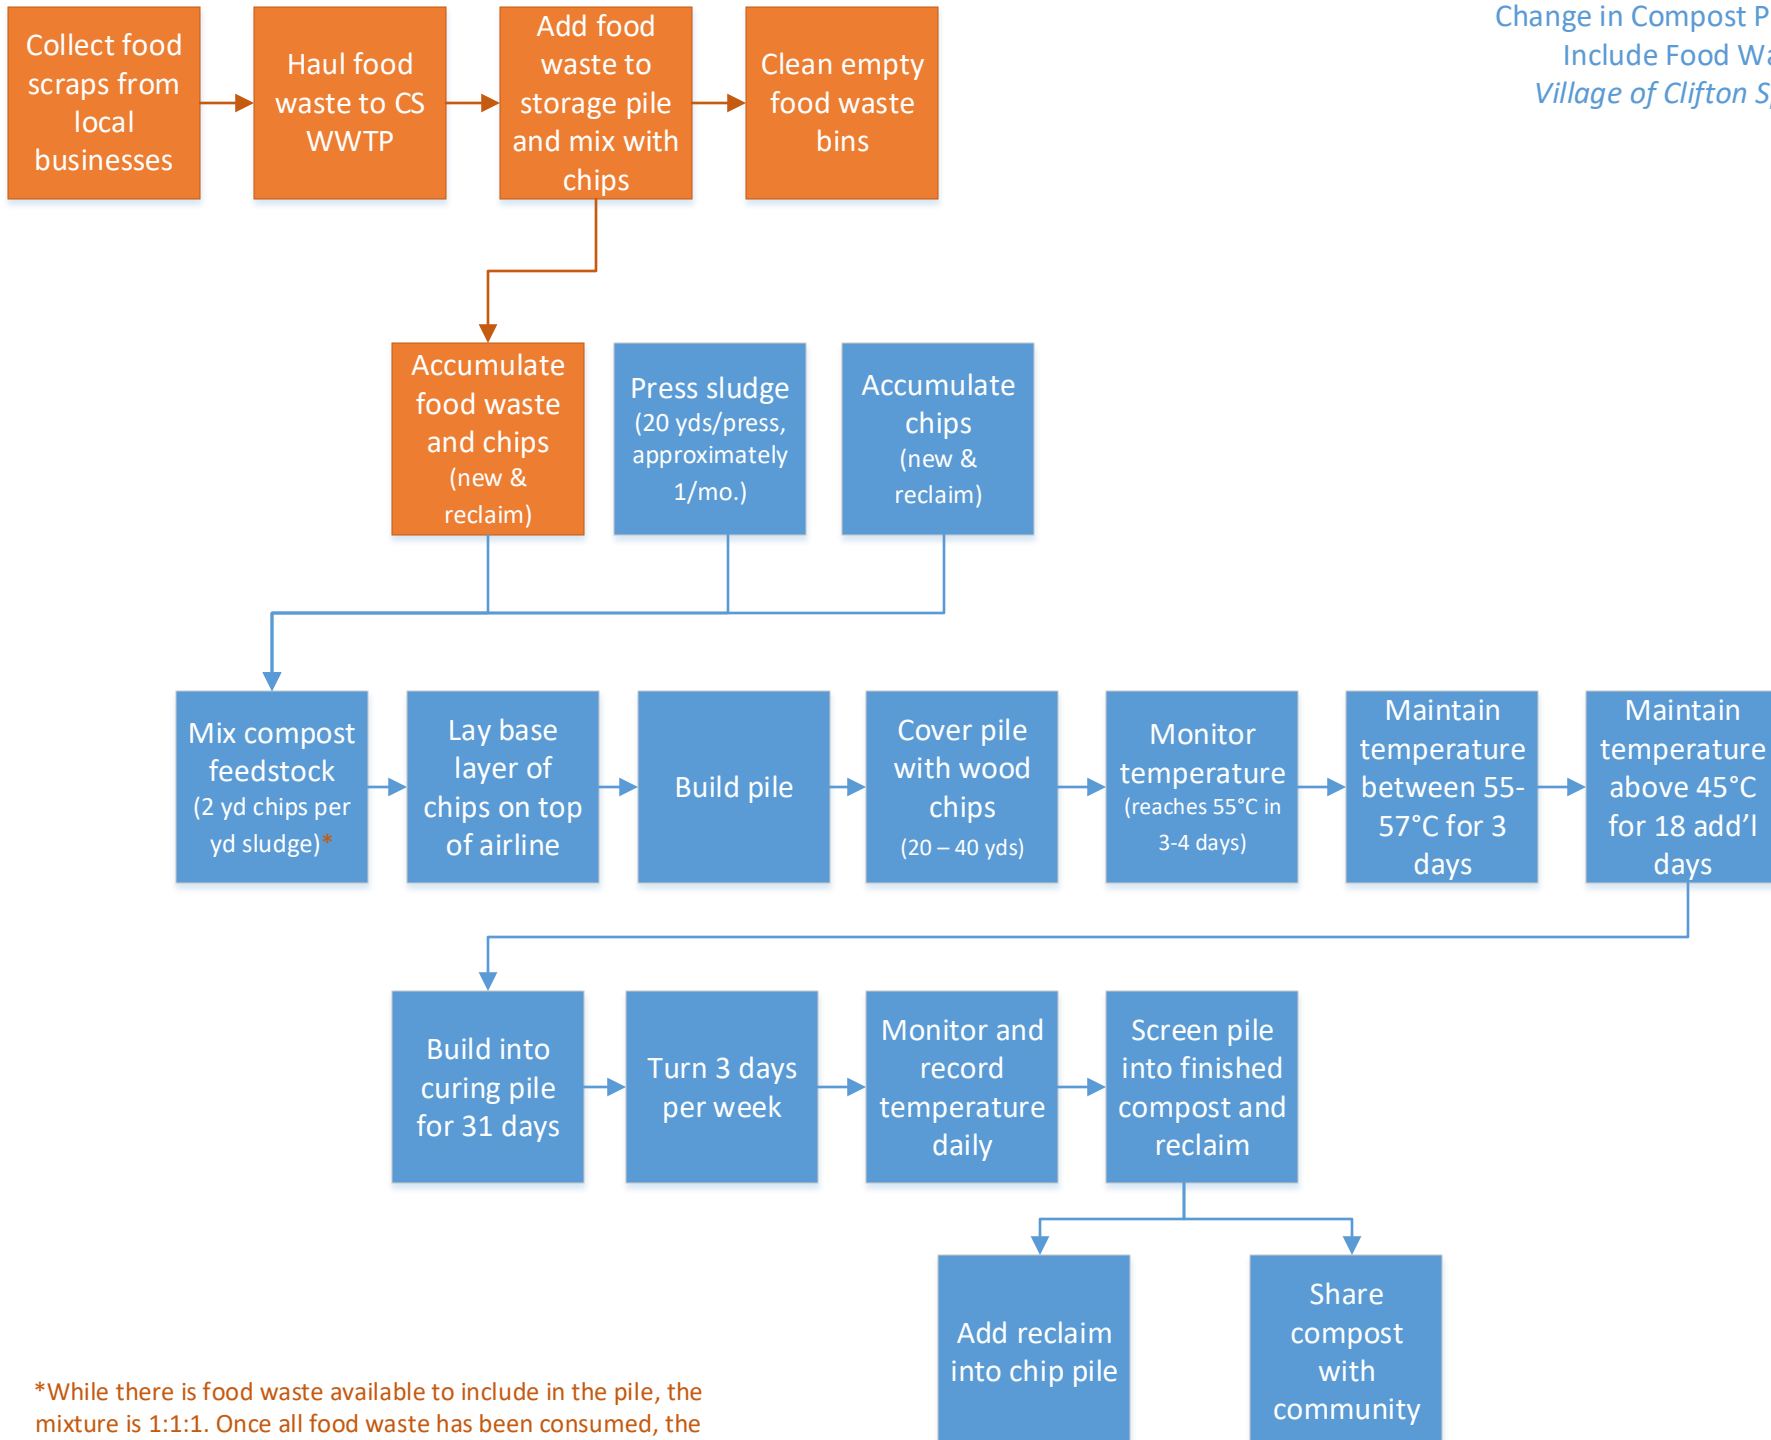 Change in Compost P
Include Food Wa
Village of Clifton S
Collect food
scraps from
local
businesses
Haul food
waste to CS
WWTP
Add food
waste to
storage pile
and mix with
chips
Clean empty
food waste
bins
Accumulate
food waste
and chips
(new &
reclaim)
Press sludge
(20 yds/press,
approximately
1/mo.)
Accumulate
chips
(new &
reclaim)
Mix compost
feedstock
(2 yd chips per
yd sludge)*
Lay base
layer of
chips on top
of airline
Build pile
Cover pile
with wood
chips
(20 – 40 yds)
Monitor
temperature
(reaches 55°C in
3-4 days)
Maintain
temperature
between 55-
57°C for 3
days
Maintain
temperature
above 45°C
for 18 add’l
days
Build into
curing pile
for 31 days
Turn 3 days
per week
Monitor and
record
temperature
daily
Screen pile
into finished
compost and
reclaim
Add reclaim
into chip pile
Share
compost
with
community
*While there is food waste available to include in the pile, the
mixture is 1:1:1. Once all food waste has been consumed, the